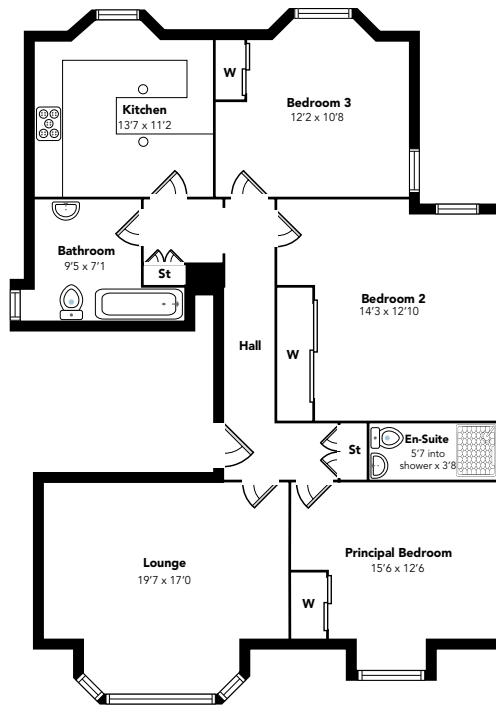 W
Bedroom 3
12'2 x 10'8
Kitchen
13'7 x 11'2
Bathroom
9'5 x 7'1
St
Bedroom 2
14'3 x 12'10
Hall
W
En-Suite
5'7 into
shower x 3'8
St
Lounge
19'7 x 17'0
Principal Bedroom
15'6 x 12'6
W